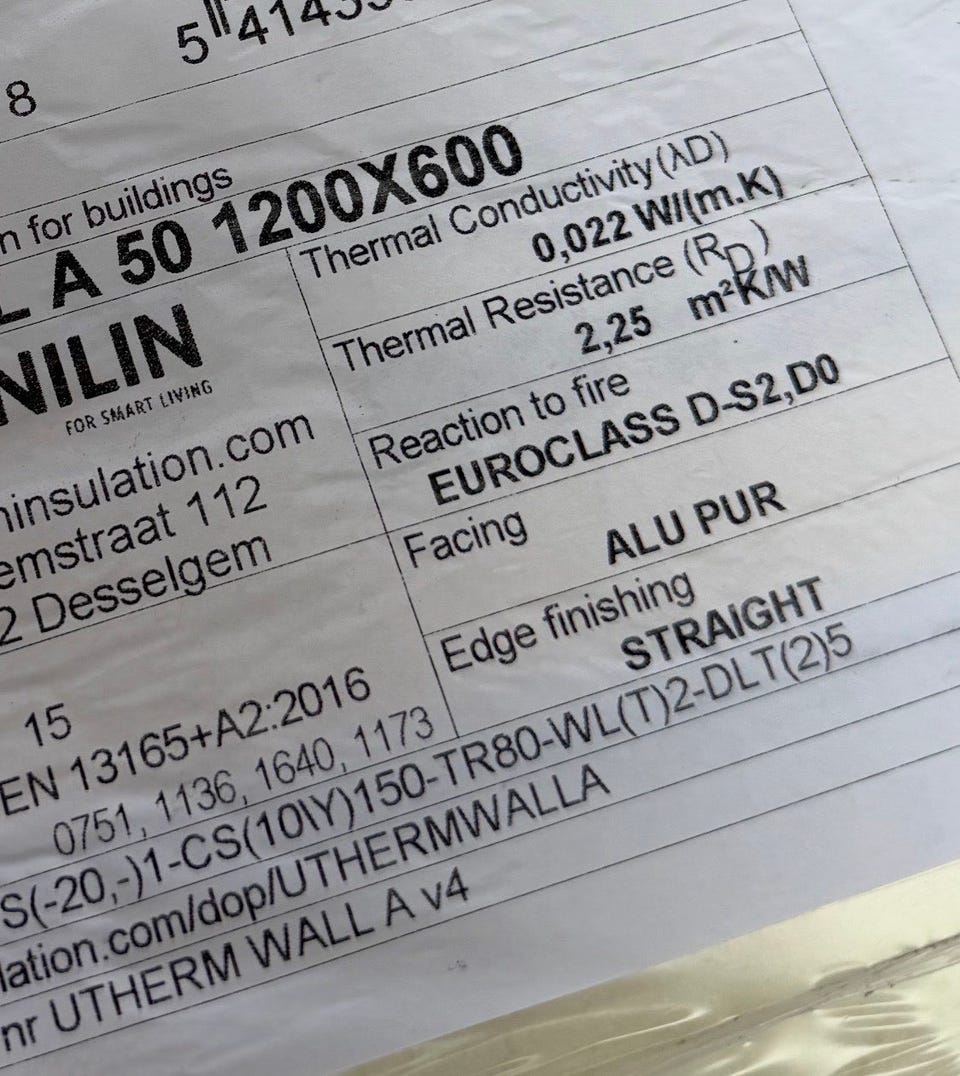 8
5 41453
n for buildings
L A 50 1200X600
NILIN
FOR SMART LIVING
ninsulation.com
emstraat 112
2 Desselgem
Thermal Conductivity (λD)
0,022 W/(m.K)
Thermal Resistance (RD)
2,25 m²K/W
Reaction to fire
EUROCLASS D-S2,D0
Facing
ALU PUR
Edge finishing
STRAIGHT
15
EN 13165+A2:2016
0751, 1136, 1640, 1173
S(-20,-)1-CS(10\Y)150-TR80-WL(T)2-DLT(2)5
lation.com/dop/UTHERMWALLA
nr UTHERM WALL A v4